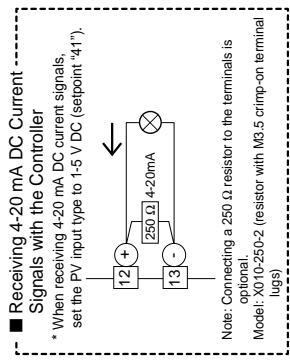 ■ Receiving 4-20 mA DC Current
Signals with the Controller
* When receiving 4-20 mA DC current signals,
set the PV input type to 1-5 V DC (setpoint “41”).
12 +
250 Ω 4-20mA
13 -
Note: Connecting a 250 Ω resistor to the terminals is
optional.
Model: X010-250-2 (resistor with M3.5 crimp-on terminal
lugs)